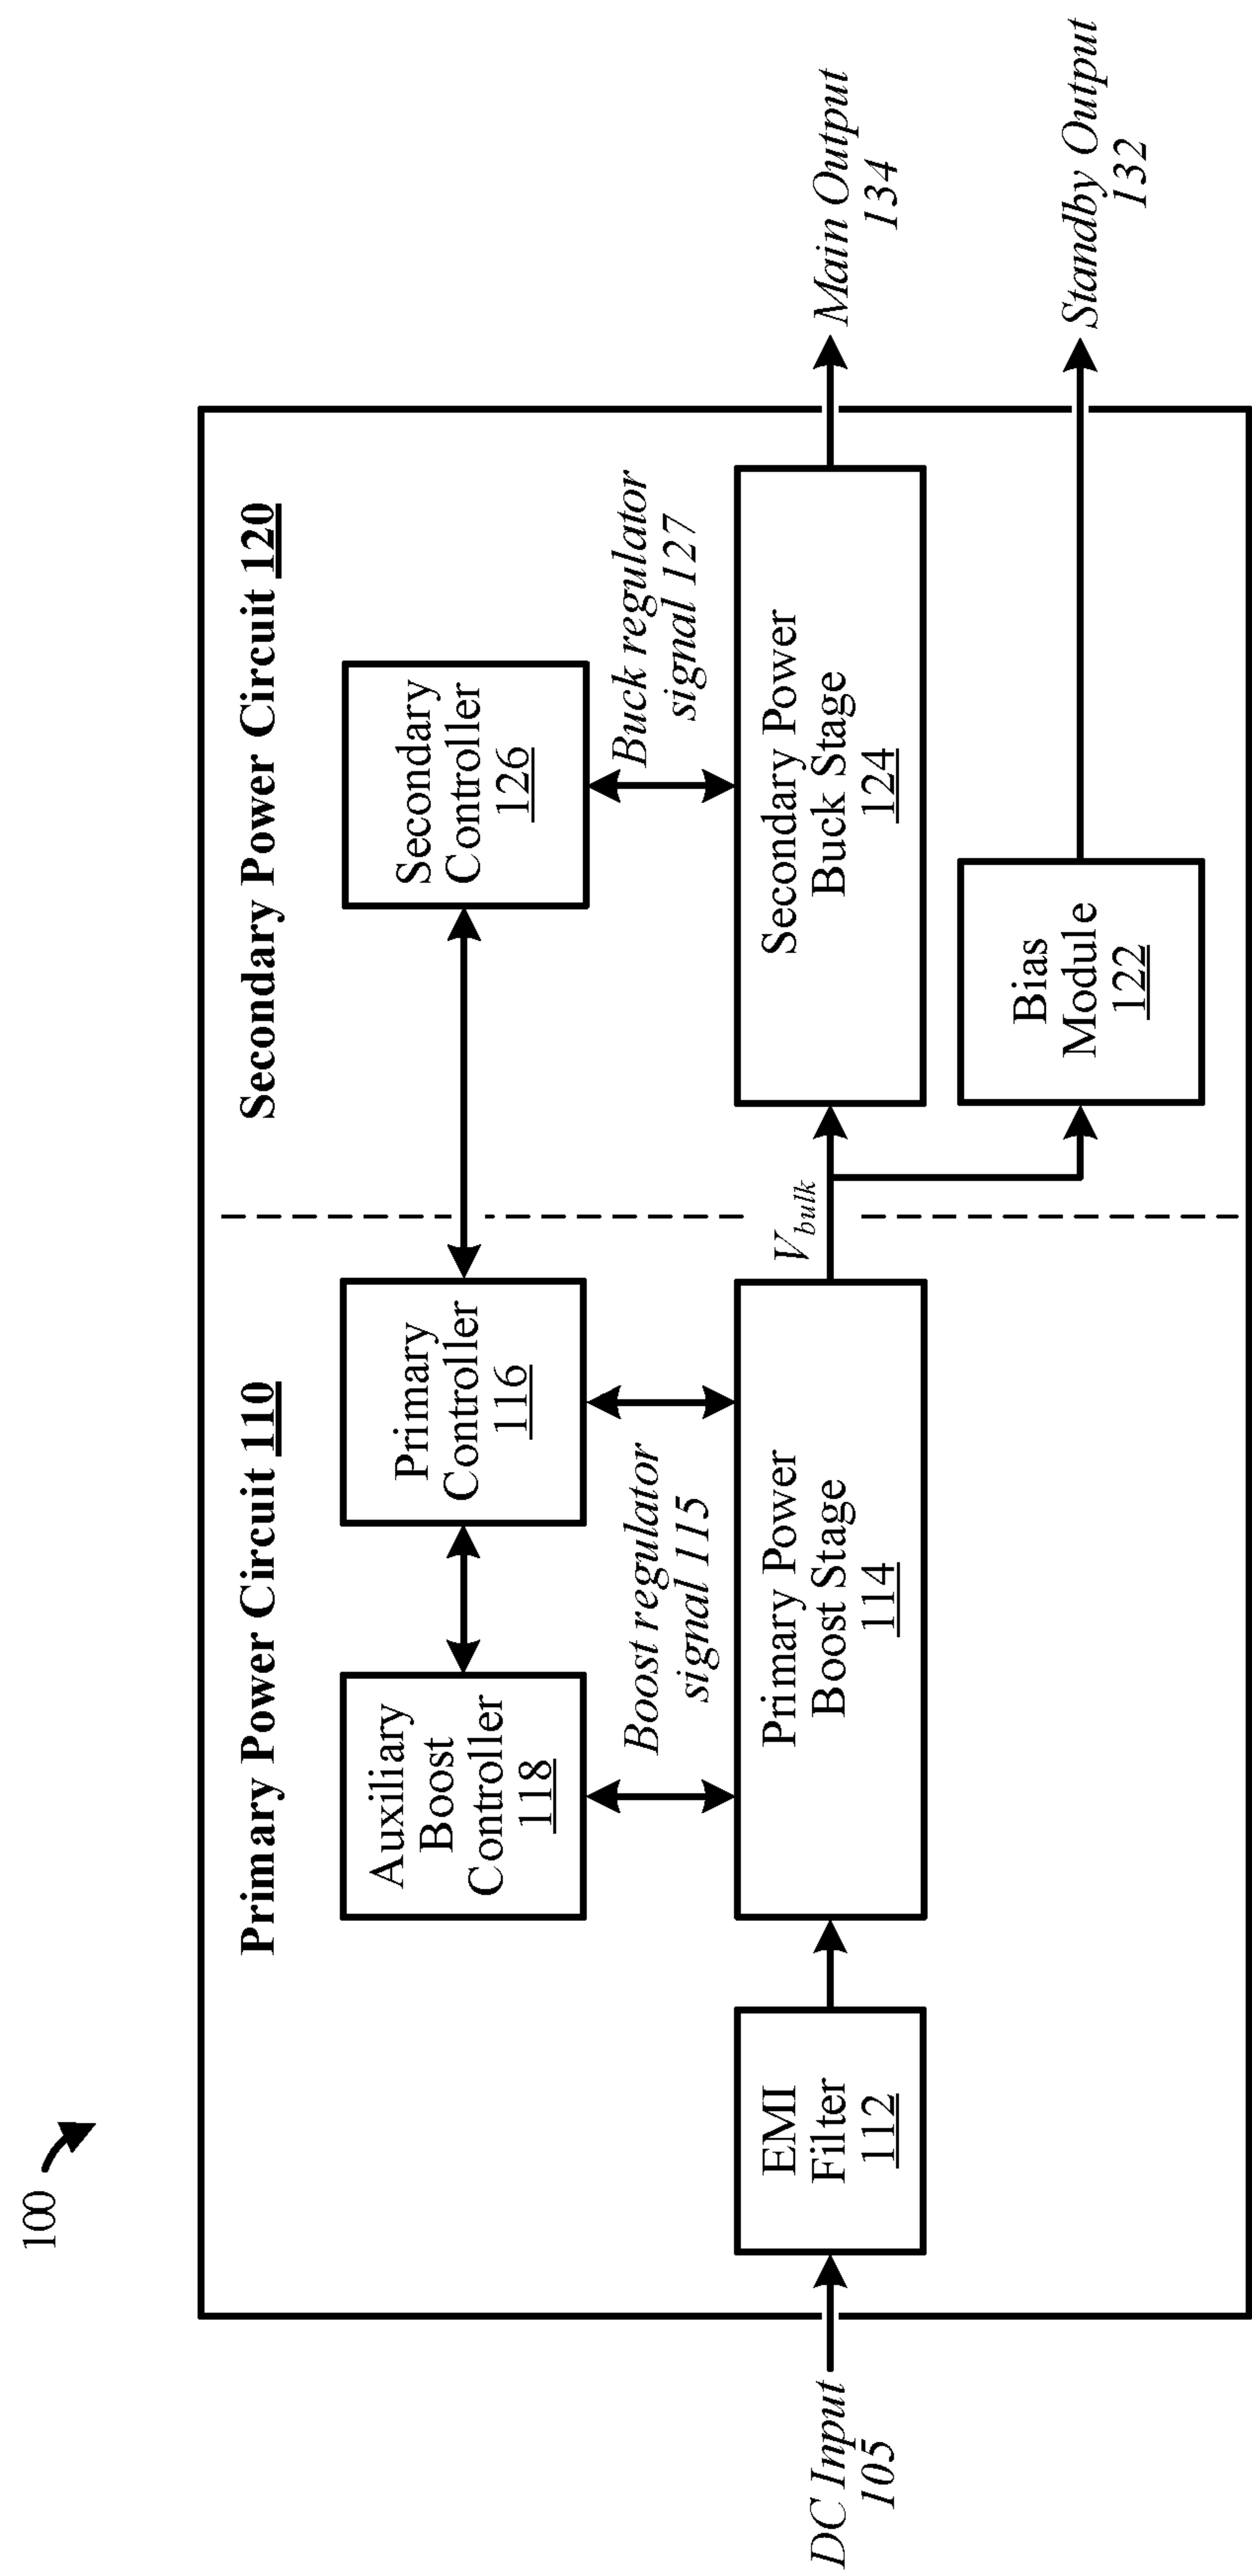 100
Primary Power Circuit 110
Secondary Power Circuit 120
Auxiliary
Boost
Controller
118
Primary
Controller
116
Secondary
Controller
126
Boost regulator
signal 115
Buck regulator
signal 127
DC Input
105
EMI
Filter
112
Primary Power
Boost Stage
114
Vbulk
Secondary Power
Buck Stage
124
Main Output
134
Bias
Module
122
Standby Output
132